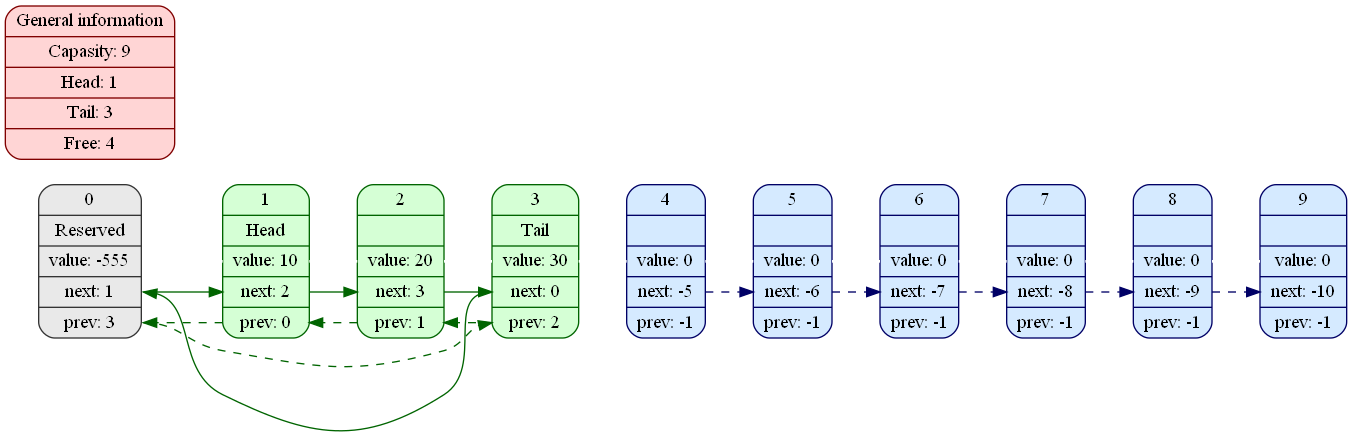 General information
Capasity: 9
Head: 1
Tail: 3
Free: 4
0
Reserved
value: -555
next: 1
prev: 3
1
Head
value: 10
next: 2
prev: 0
2
value: 20
next: 3
prev: 1
3
Tail
value: 30
next: 0
prev: 2
4
value: 0
next: -5
prev: -1
5
value: 0
next: -6
prev: -1
6
value: 0
next: -7
prev: -1
7
value: 0
next: -8
prev: -1
8
value: 0
next: -9
prev: -1
9
value: 0
next: -10
prev: -1